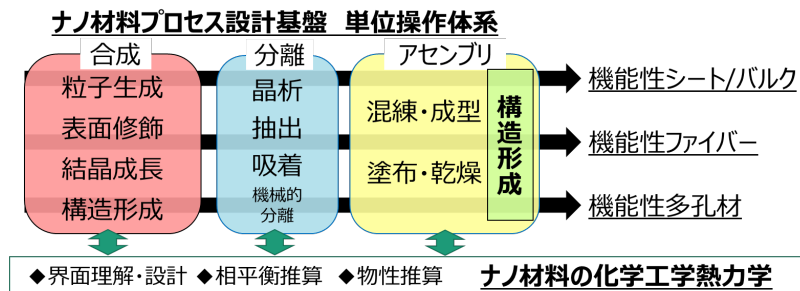 ナノ材料プロセス設計基盤 単位操作体系
合成
粒子生成
表面修飾
結晶成長
構造形成
分離
晶析
抽出
吸着
機械的
分離
アセンブリ
混練・成型
塗布・乾燥
構造形成
機能性シート/バルク
機能性ファイバー
機能性多孔材
◆界面理解・設計 ◆相平衡推算 ◆物性推算
ナノ材料の化学工学熱力学